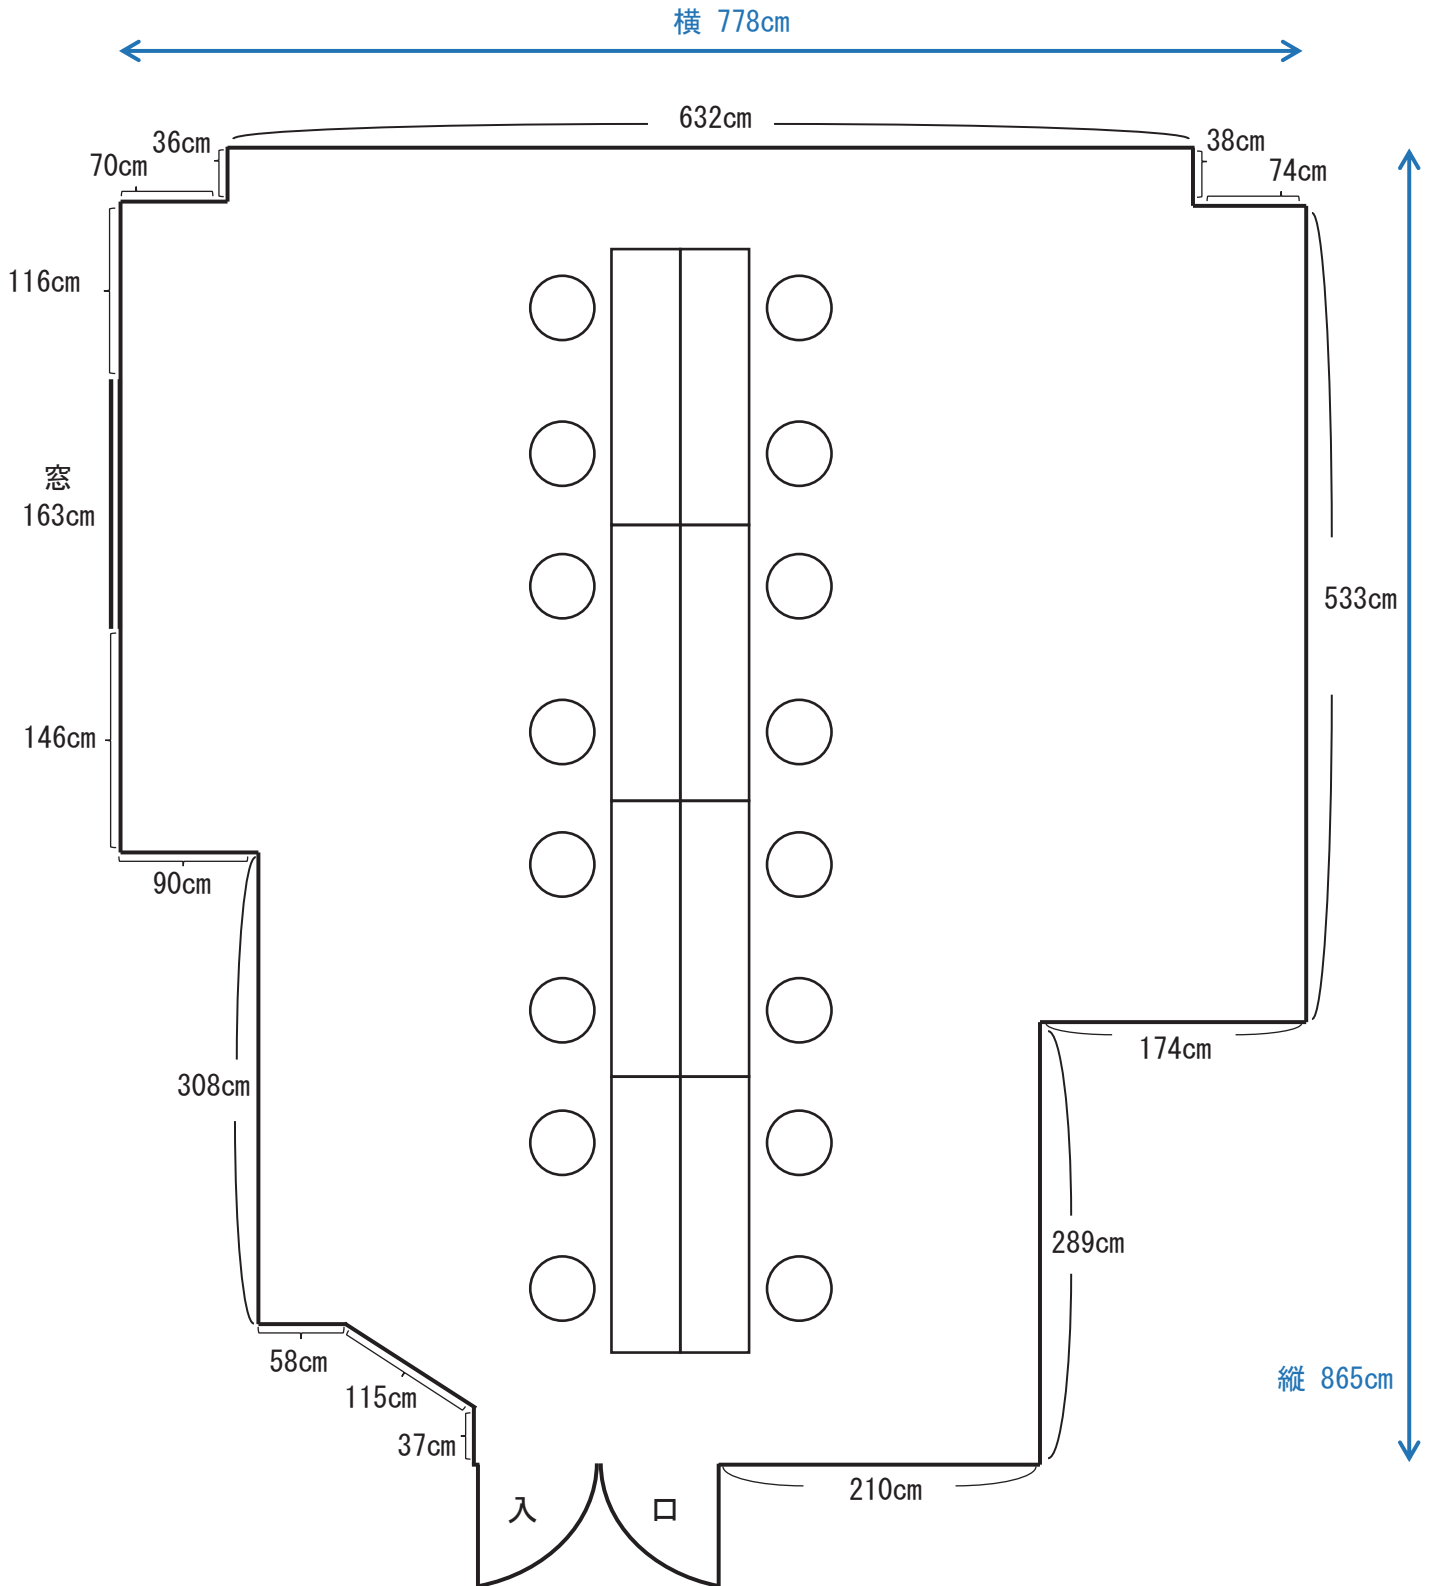 横 778cm
632cm
36cm
38cm
70cm
74cm
116cm
窓
163cm
533cm
146cm
90cm
174cm
308cm
289cm
58cm
縦 865cm
115cm
37cm
210cm
入 口